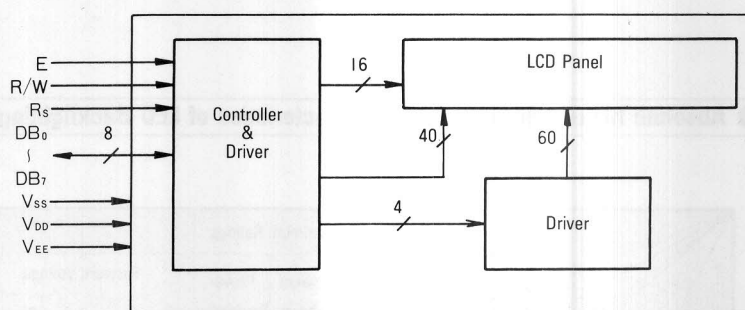 E
R/W
Rs
DB0
8
DB7
VSS
VDD
VEE
Controller
&
Driver
16
LCD Panel
40
60
4
Driver